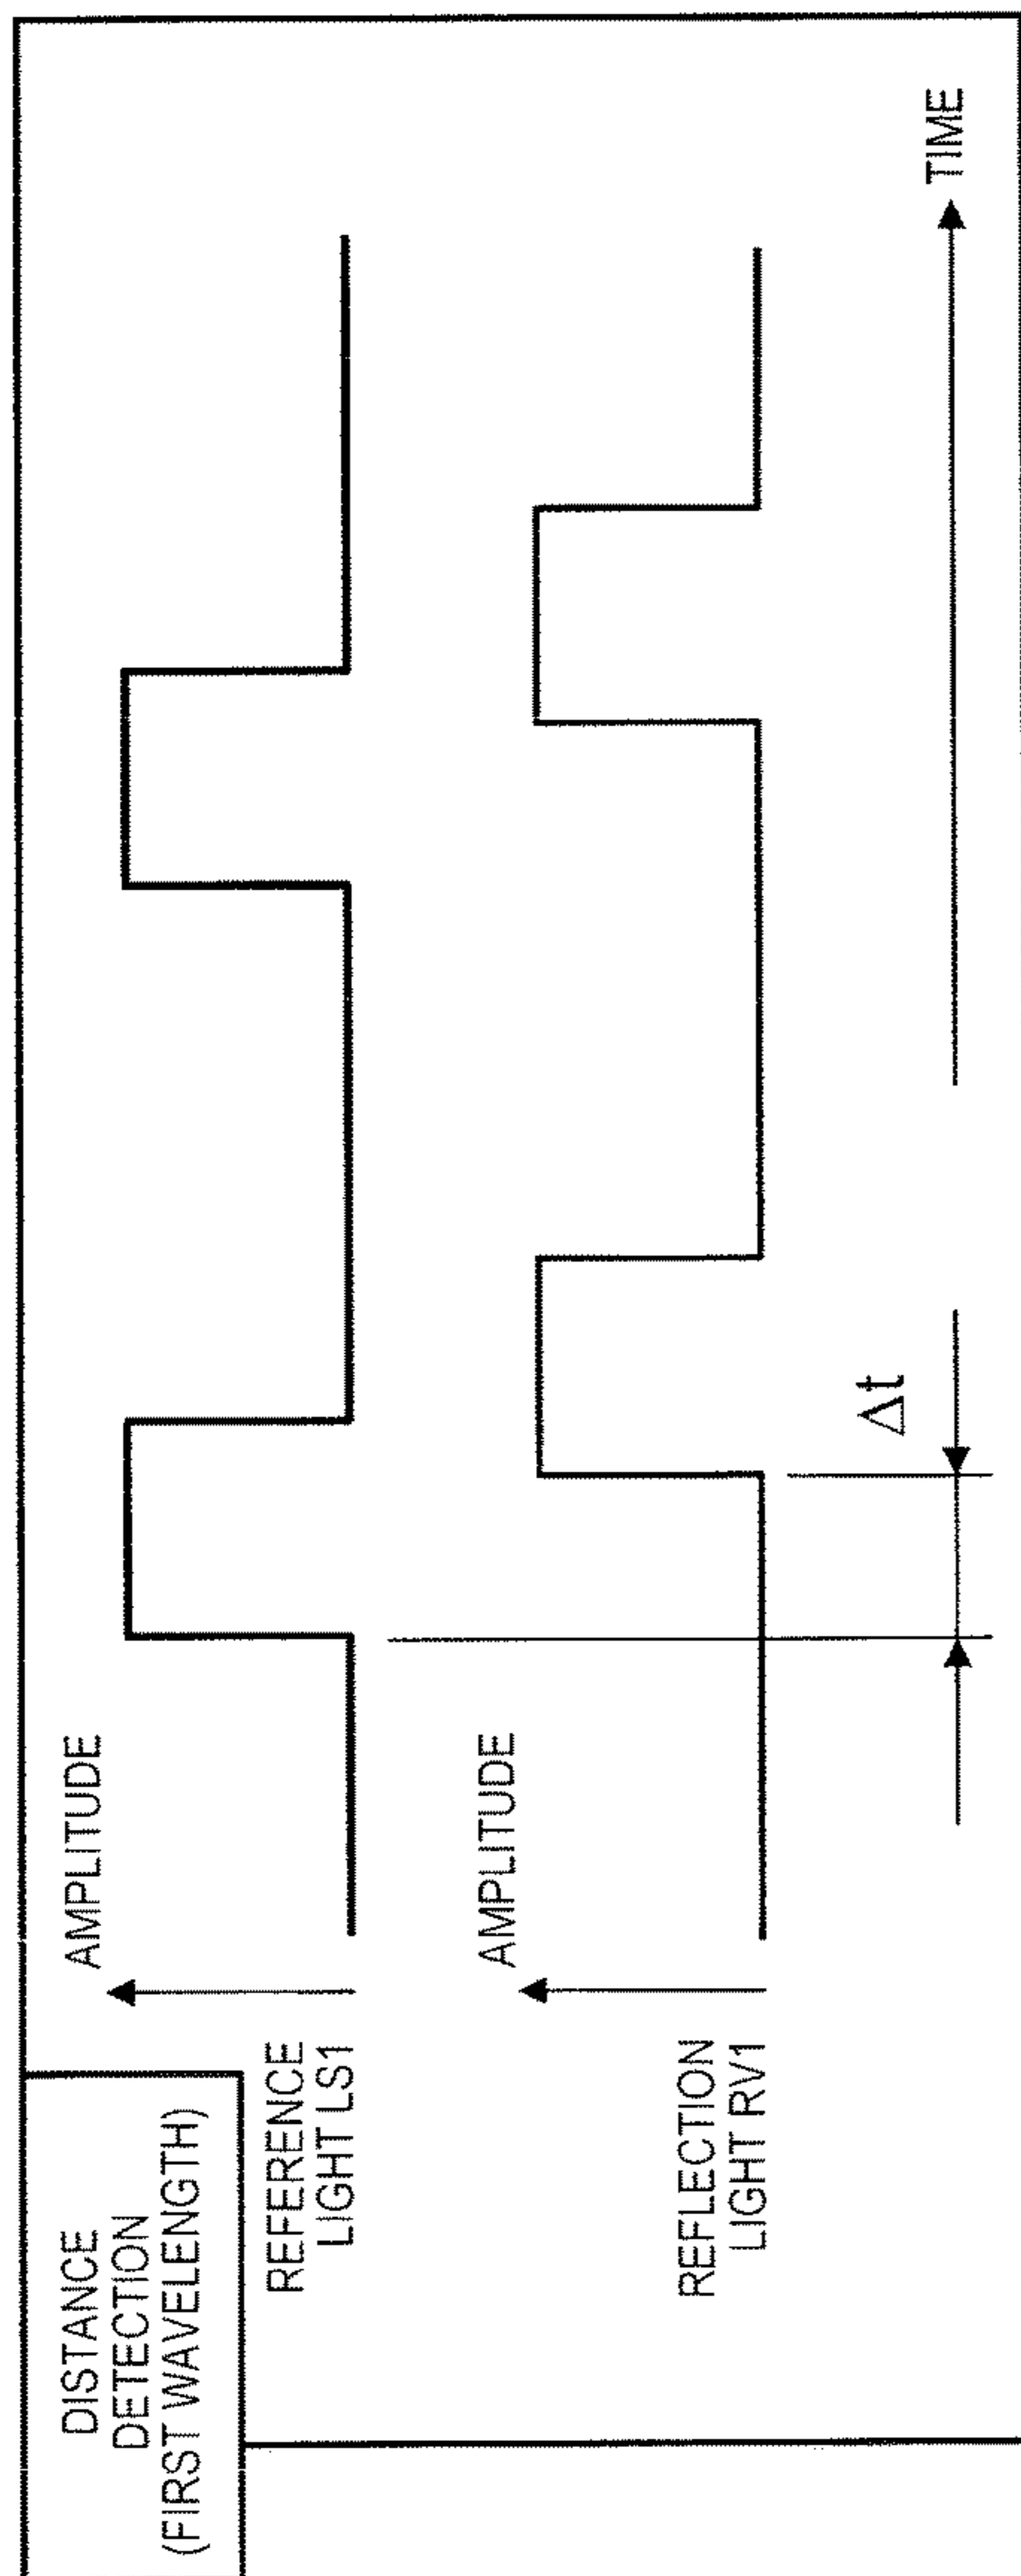 DISTANCE
DETECTION
(FIRST WAVELENGTH)
AMPLITUDE
REFERENCE
LIGHT LS1
AMPLITUDE
REFLECTION
LIGHT RV1
Δt
TIME